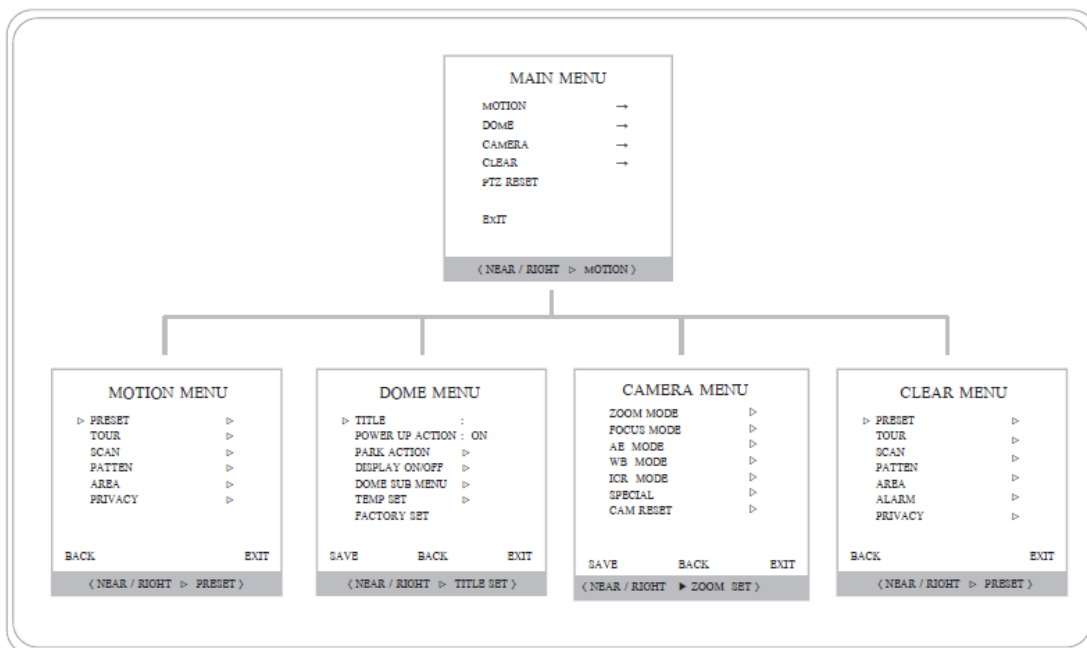 MAIN MENU
MOTION →
DOME →
CAMERA →
CLEAR →
PTZ RESET
EXIT
( NEAR / RIGHT ▷ MOTION )
MOTION MENU
▷ PRESET ▷
TOUR ▷
SCAN ▷
PATTEN ▷
AREA ▷
PRIVACY ▷
BACK EXIT
( NEAR / RIGHT ▷ PRESET )
DOME MENU
▷ TITLE :
POWER UP ACTION : ON
PARK ACTION ▷
DISPLAY ON/OFF ▷
DOME SUB MENU ▷
TEMP SET ▷
FACTORY SET
SAVE BACK EXIT
( NEAR / RIGHT ▷ TITLE SET )
CAMERA MENU
ZOOM MODE ▷
FOCUS MODE ▷
AE MODE ▷
WB MODE ▷
ICR MODE ▷
SPECIAL ▷
CAM RESET ▷
SAVE BACK EXIT
( NEAR / RIGHT ▶ ZOOM SET )
CLEAR MENU
▷ PRESET ▷
TOUR ▷
SCAN ▷
PATTEN ▷
AREA ▷
ALARM ▷
PRIVACY ▷
BACK EXIT
( NEAR / RIGHT ▷ PRESET )